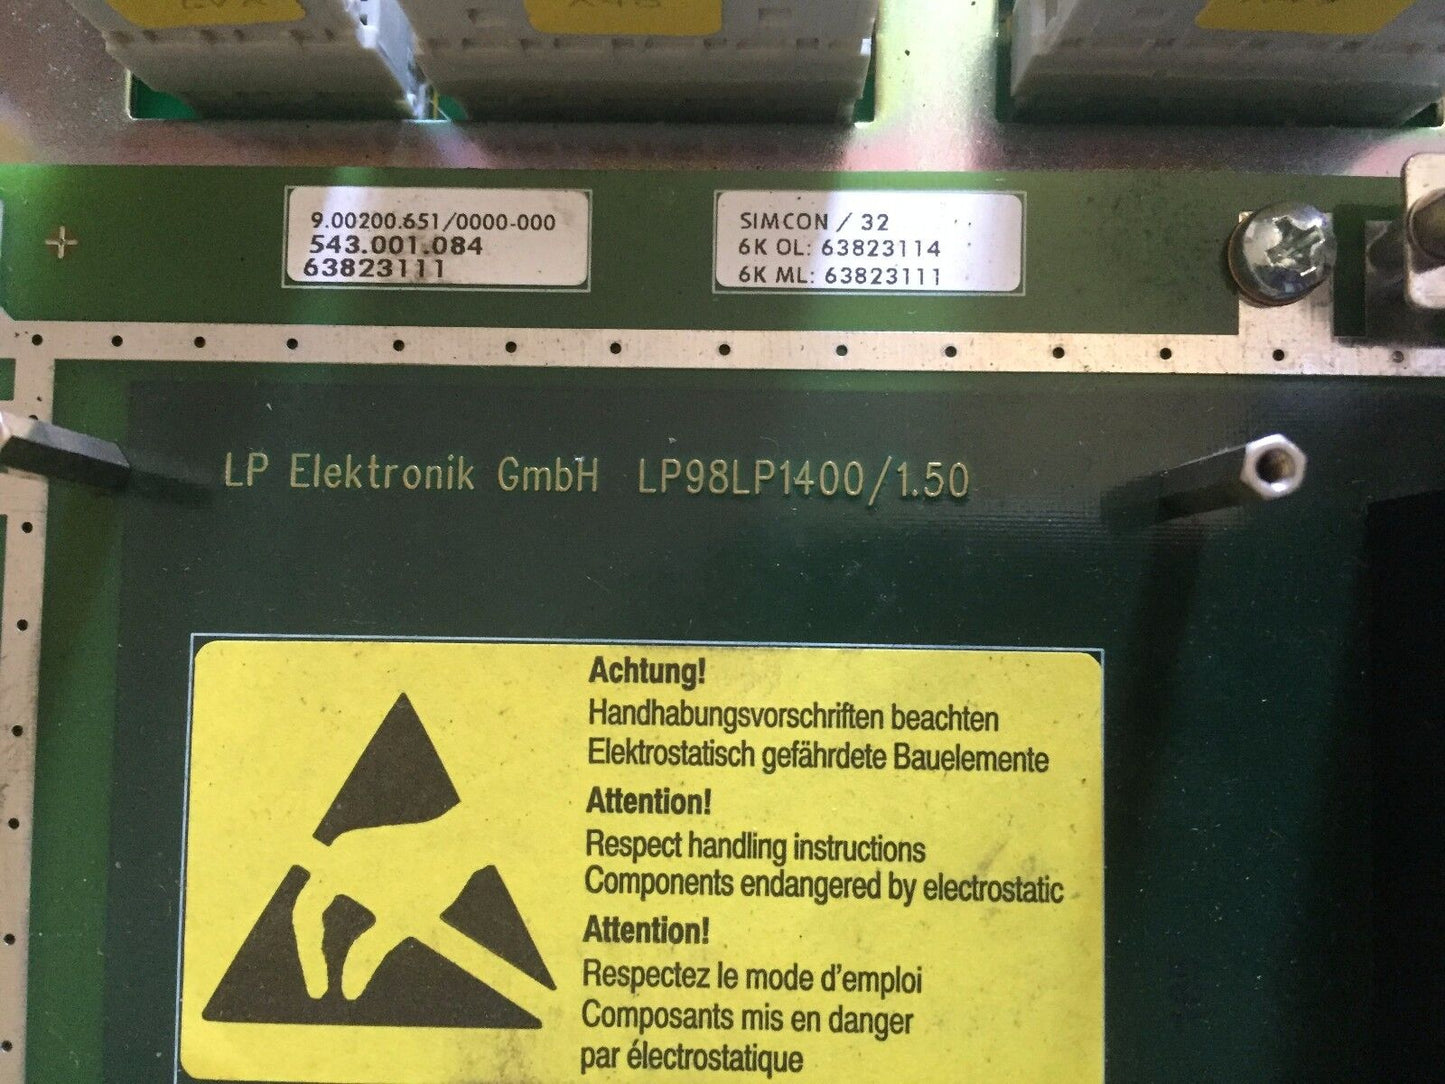 9.00200.651/0000-000
543.001.084
63823111
SIMCON / 32
6K OL: 63823114
6K ML: 63823111
LP Elektronik GmbH LP98LP1400/1.50
Achtung!
Handhabungsvorschriften beachten
Elektrostatisch gefährdete Bauelemente
Attention!
Respect handling instructions
Components endangered by electrostatic
Attention!
Respectez le mode d'emploi
Composants mis en danger
par électrostatique